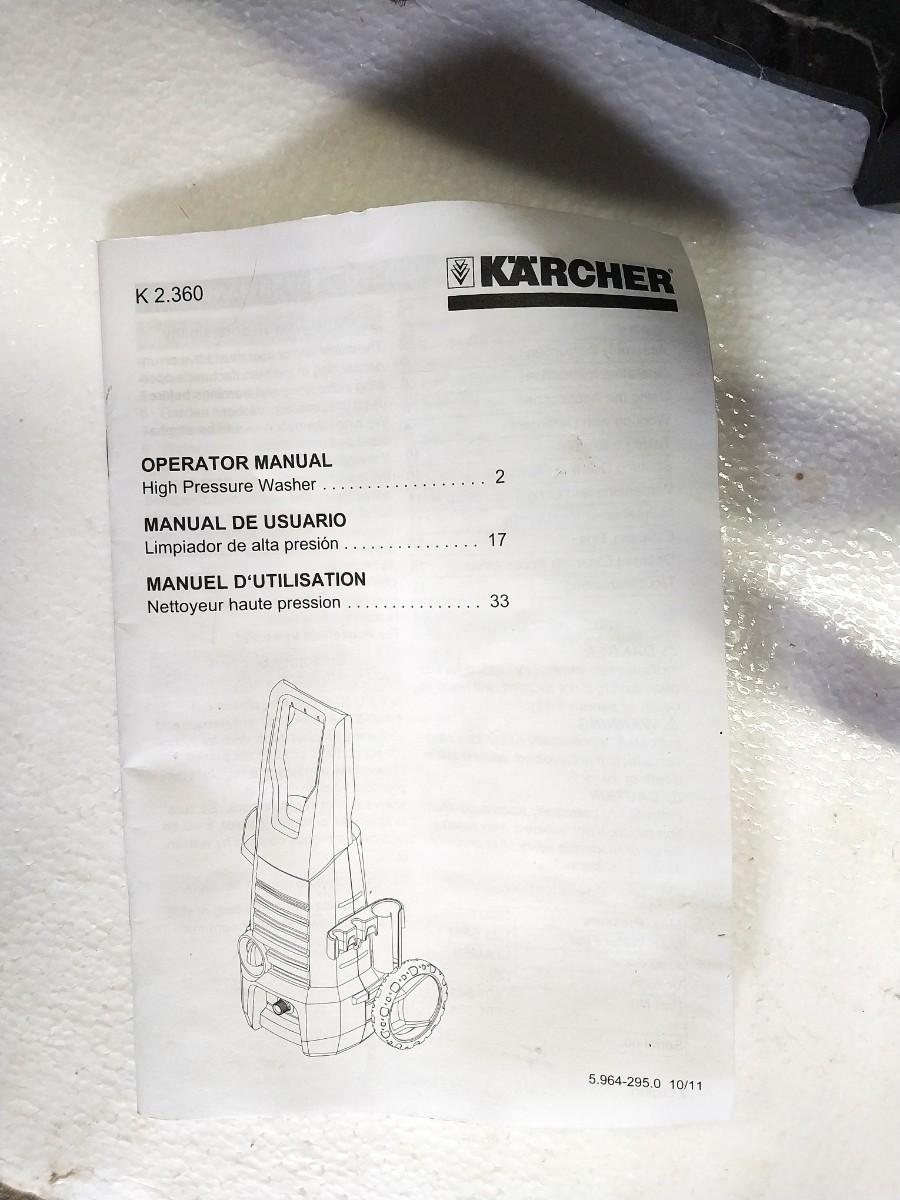 K 2.360
KÄRCHER®
OPERATOR MANUAL
High Pressure Washer .................. 2
MANUAL DE USUARIO
Limpiador de alta presión ............... 17
MANUEL D‘UTILISATION
Nettoyeur haute pression ............... 33
5.964-295.0 10/11